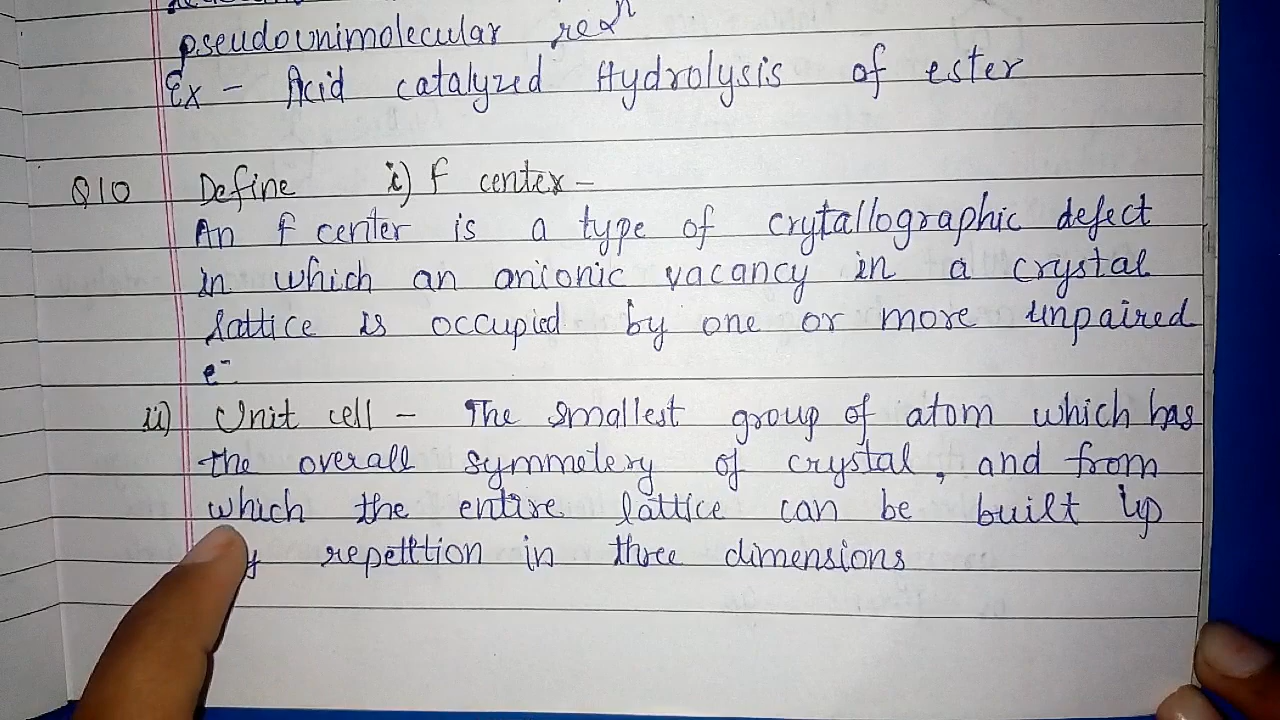 pseudounimolecular reaⁿ
Ex - Acid catalyzed Hydrolysis of ester
Q10 Define i) f center -
An f center is a type of crytallographic defect
in which an anionic vacancy in a crystal
lattice is occupied by one or more unpaired
e⁻
ii) Unit cell - The smallest group of atom which has
the overall symmetery of crystal, and from
which the entire lattice can be built up
repettion in three dimensions